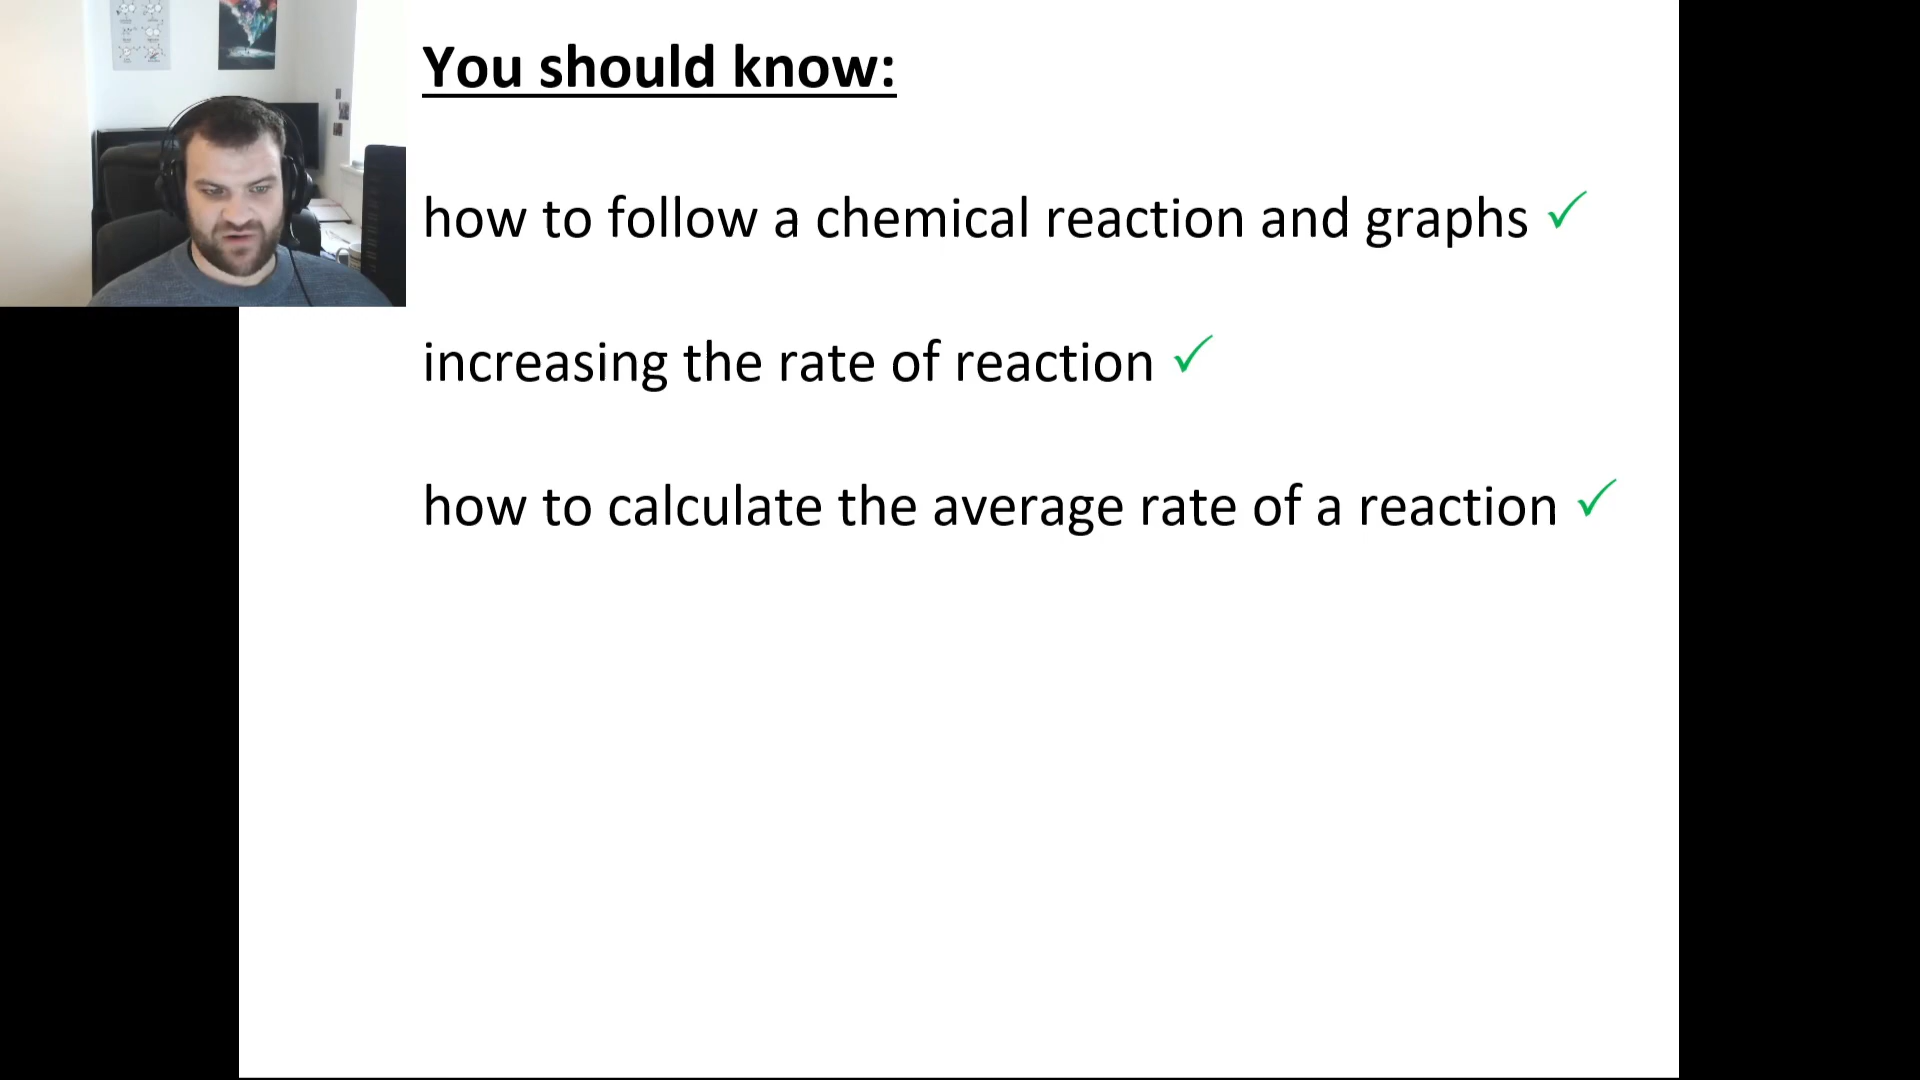 You should know:
how to follow a chemical reaction and graphs ✓
increasing the rate of reaction ✓
how to calculate the average rate of a reaction ✓